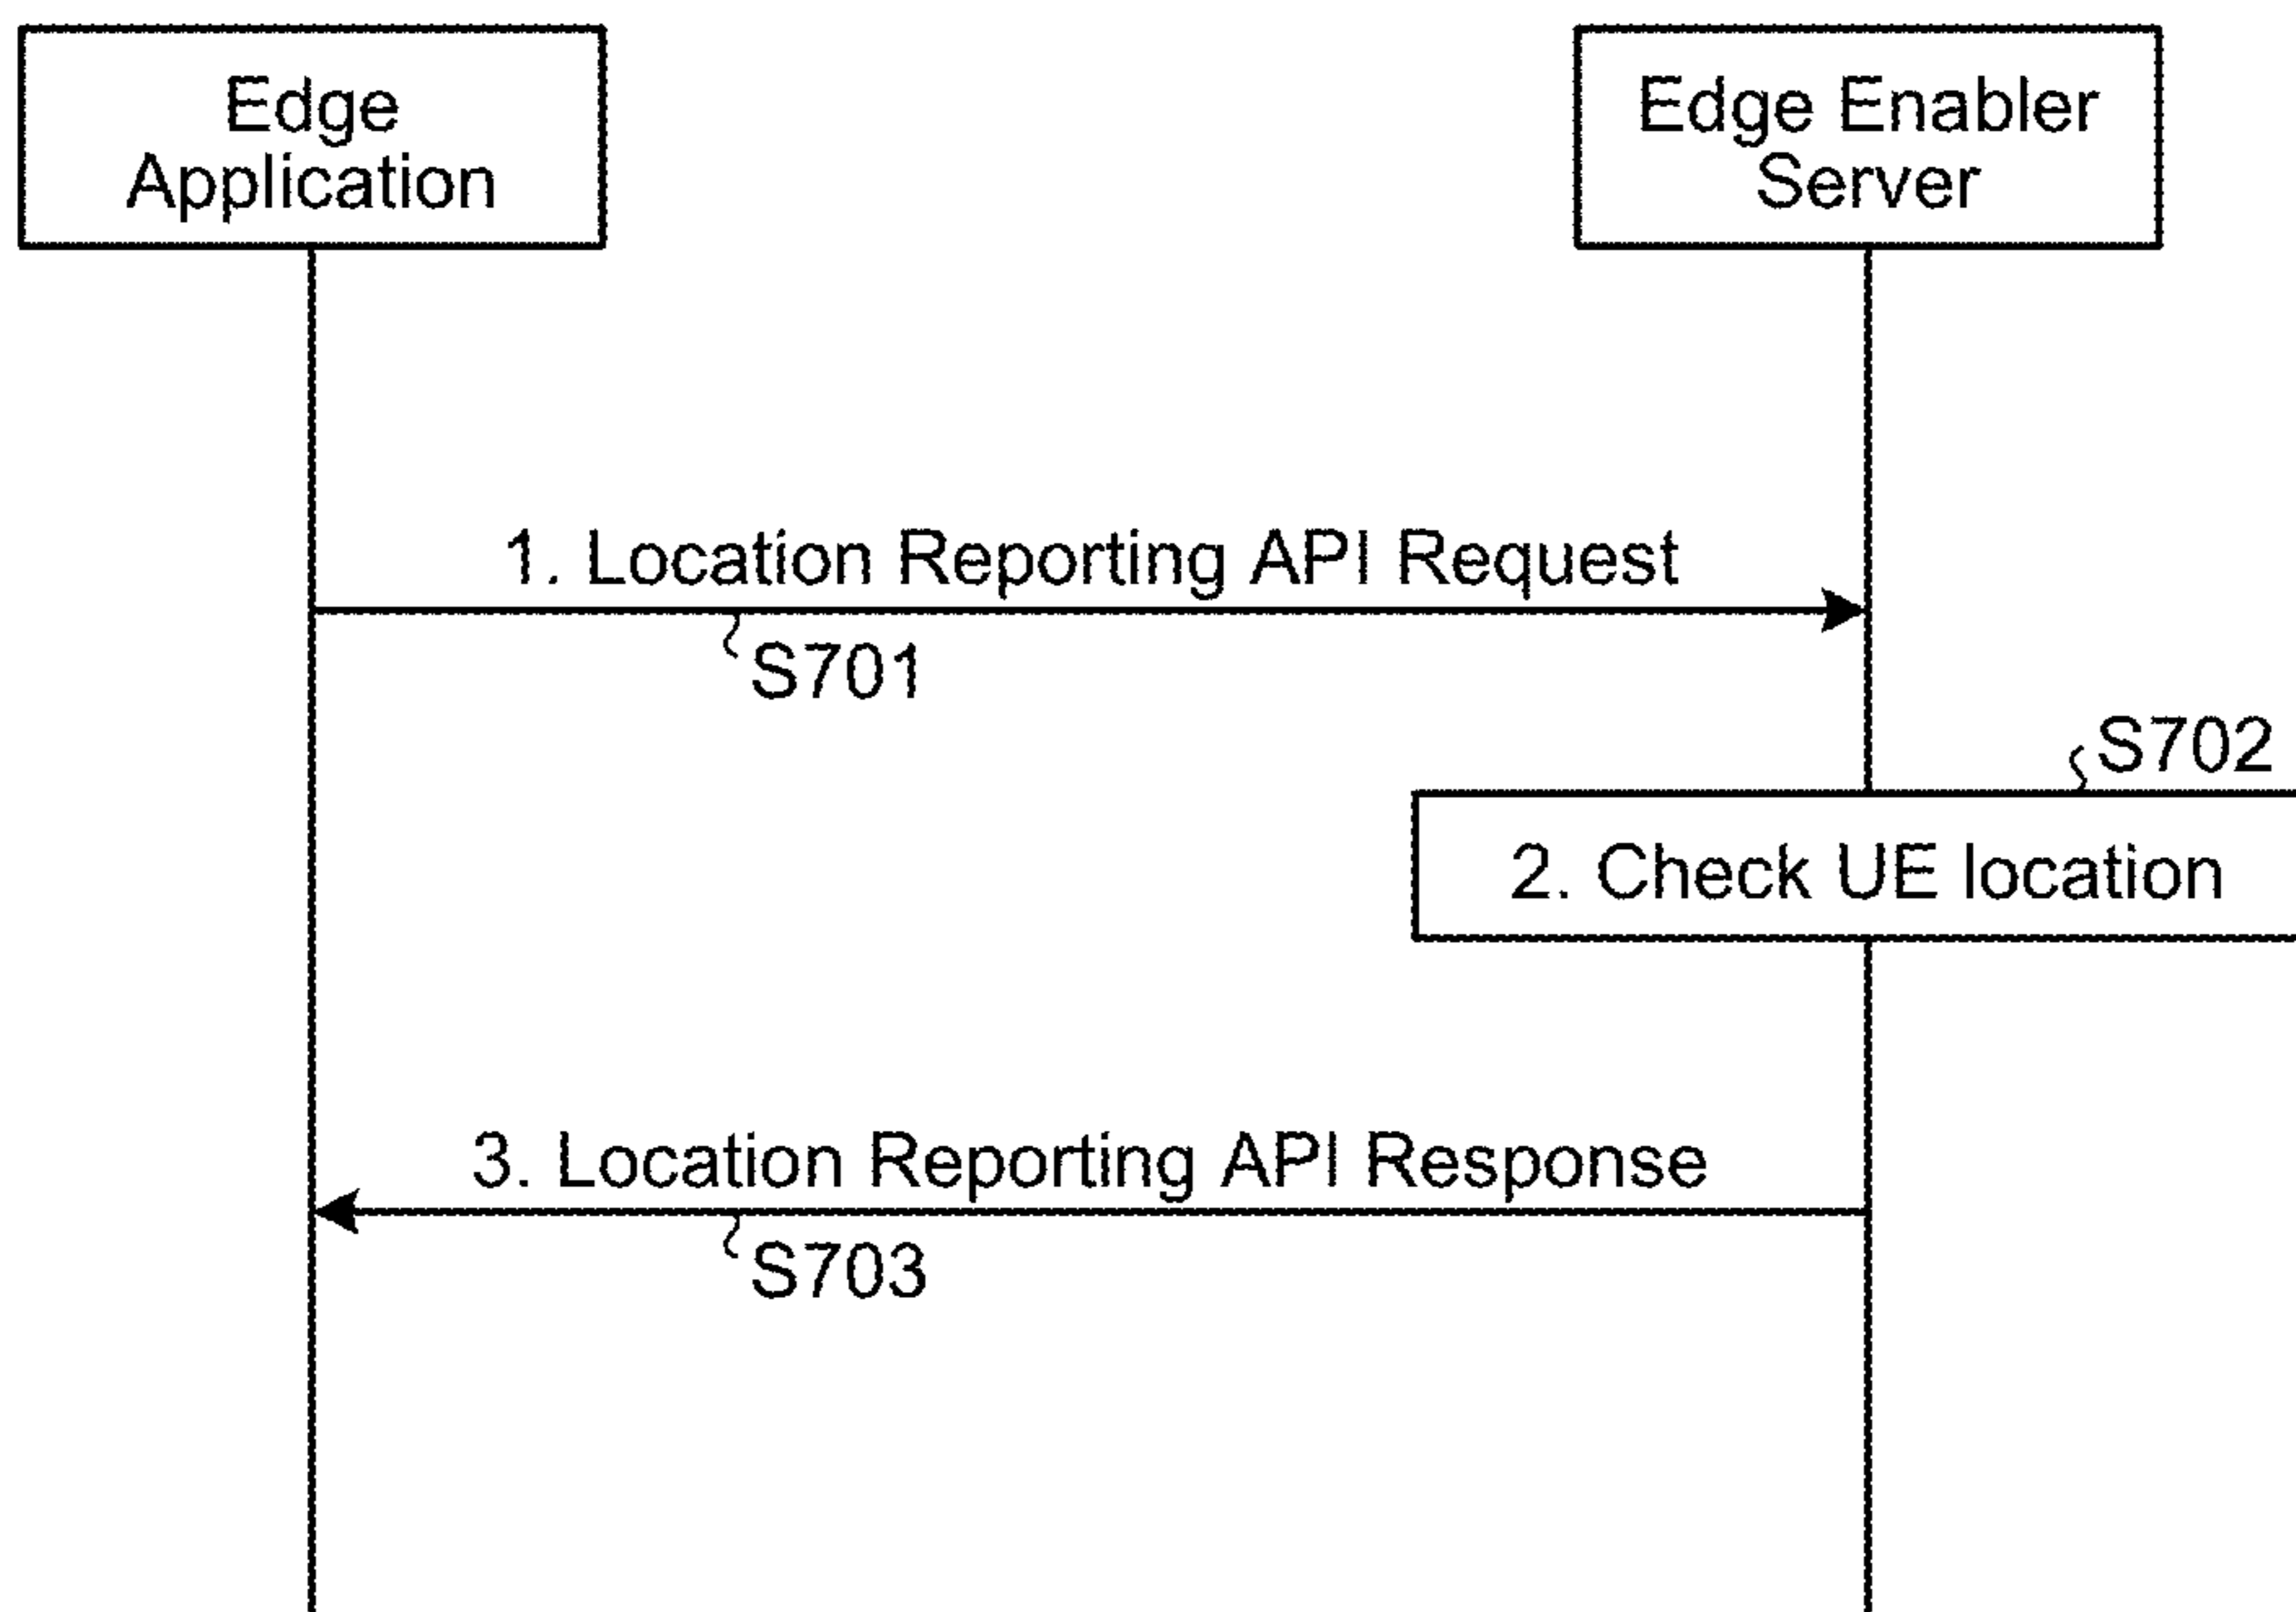 Edge
Application
Edge Enabler
Server
1. Location Reporting API Request
S701
S702
2. Check UE location
3. Location Reporting API Response
S703